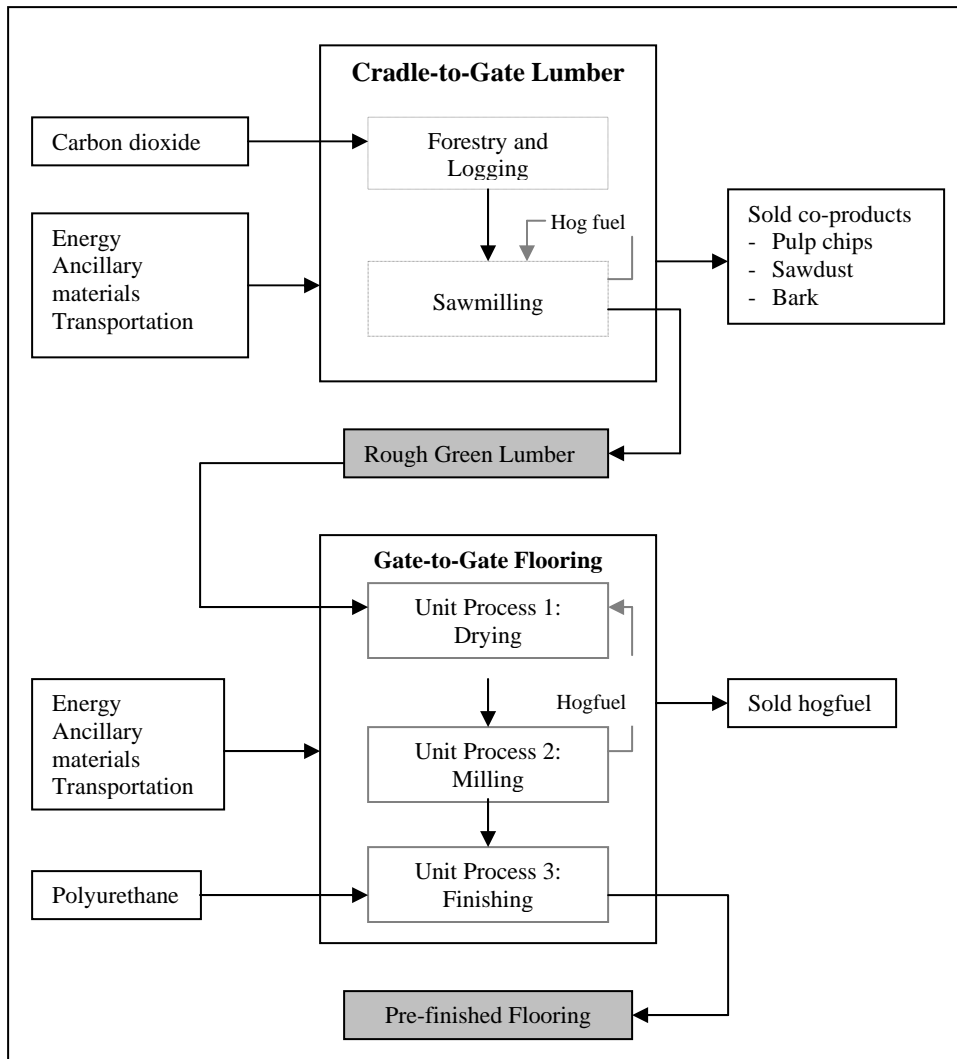 Cradle-to-Gate Lumber
Carbon dioxide
Forestry and
Logging
Hog fuel
Energy
Ancillary
materials
Transportation
Sawmilling
Sold co-products
- Pulp chips
- Sawdust
- Bark
Rough Green Lumber
Gate-to-Gate Flooring
Unit Process 1:
Drying
Energy
Ancillary
materials
Transportation
Hogfuel
Sold hogfuel
Unit Process 2:
Milling
Polyurethane
Unit Process 3:
Finishing
Pre-finished Flooring